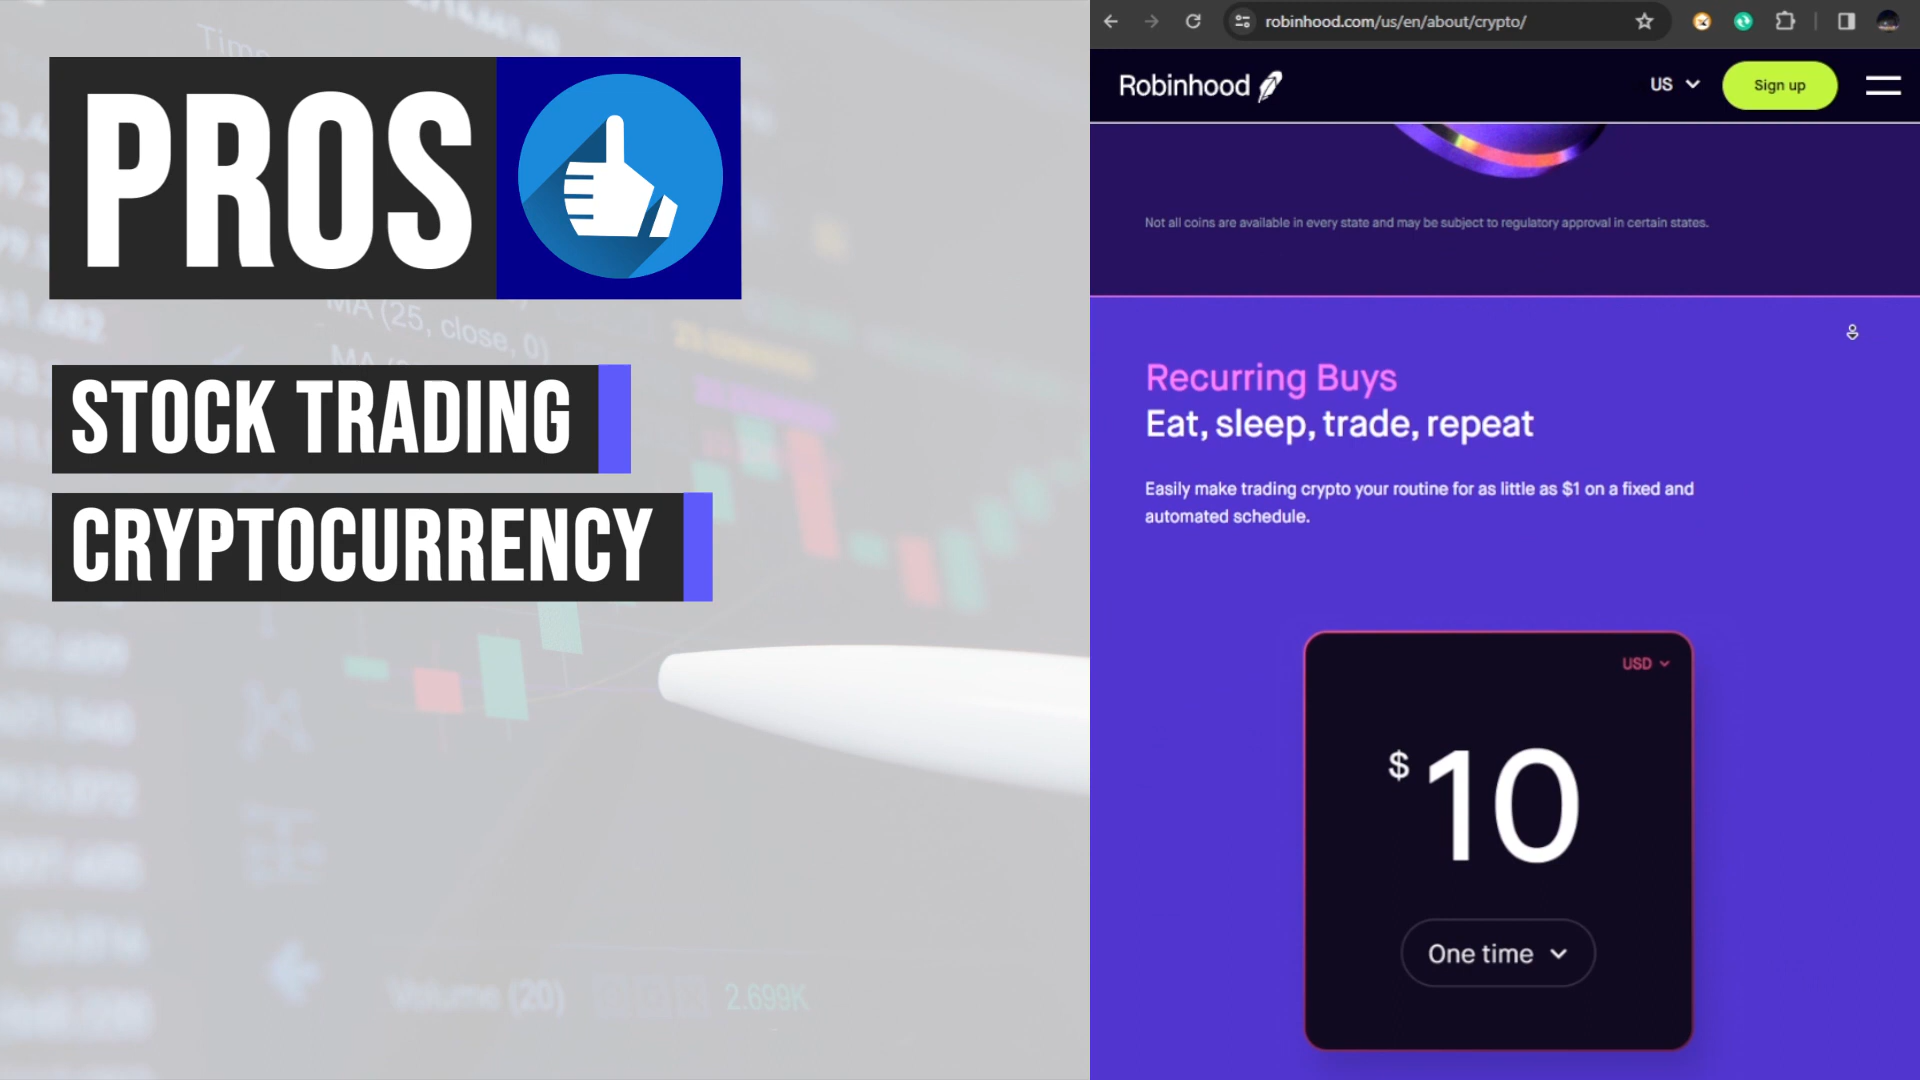 PROS
STOCK TRADING
CRYPTOCURRENCY
MA (25, close, 0)
Volume (20)
2.699K
robinhood.com/us/en/about/crypto/
Robinhood
US
Sign up
Not all coins are available in every state and may be subject to regulatory approval in certain states.
Recurring Buys
Eat, sleep, trade, repeat
Easily make trading crypto your routine for as little as $1 on a fixed and
automated schedule.
USD
$10
One time